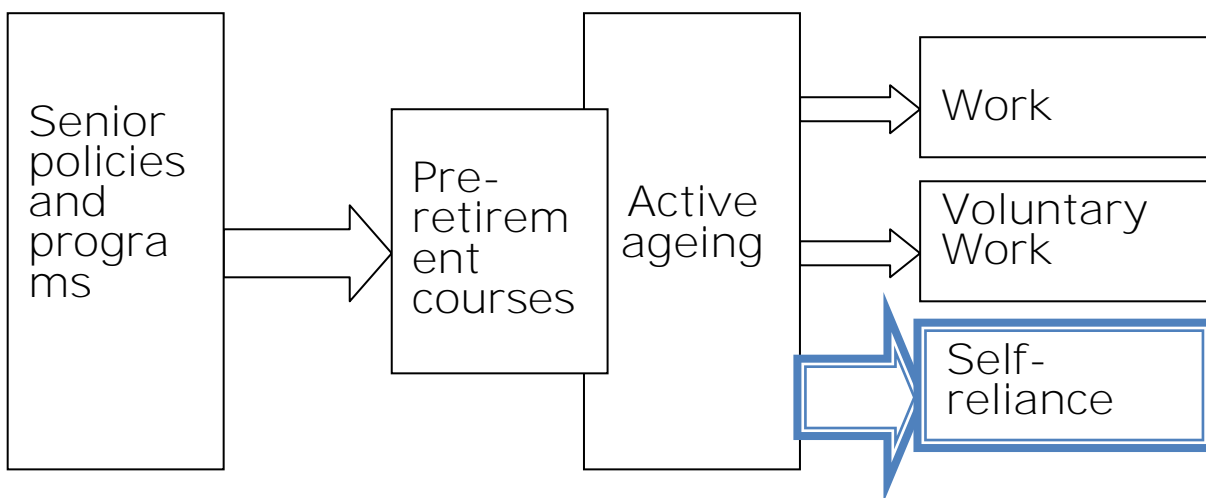 Senior
policies
and
progra
ms
Pre-
retirem
ent
courses
Active
ageing
Work
Voluntary
Work
Self-
reliance